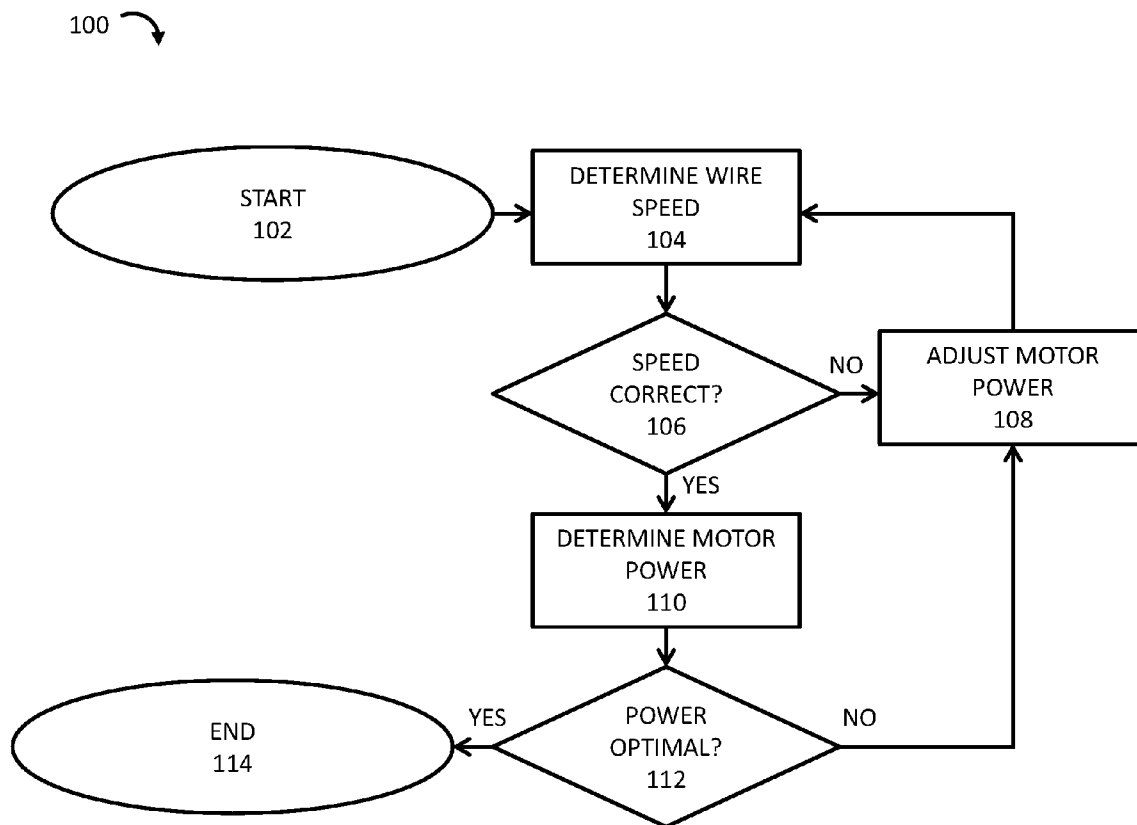 100
START
102
DETERMINE WIRE
SPEED
104
SPEED
CORRECT?
106
NO
ADJUST MOTOR
POWER
108
YES
DETERMINE MOTOR
POWER
110
POWER
OPTIMAL?
112
NO
YES
END
114